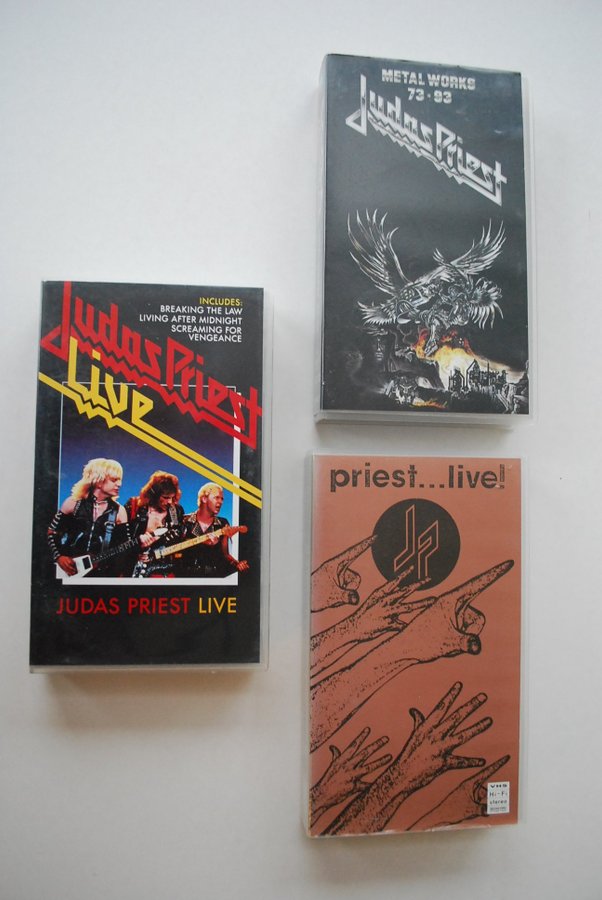 METAL WORKS
73·93
Judas Priest
INCLUDES:
BREAKING THE LAW
LIVING AFTER MIDNIGHT
SCREAMING FOR
VENGEANCE
Judas Priest
Live
JUDAS PRIEST LIVE
priest...live!
JP
VHS
Hi-Fi
stereo